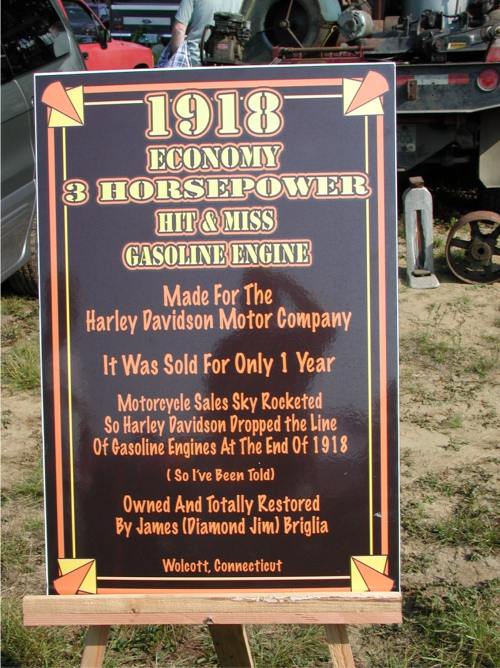 1918
ECONOMY
3 HORSEPOWER
HIT & MISS
GASOLINE ENGINE
Made For The
Harley Davidson Motor Company
It Was Sold For Only 1 Year
Motorcycle Sales Sky Rocketed
So Harley Davidson Dropped the Line
Of Gasoline Engines At The End Of 1918
( So I've Been Told)
Owned And Totally Restored
By James (Diamond Jim) Briglia
Wolcott, Connecticut